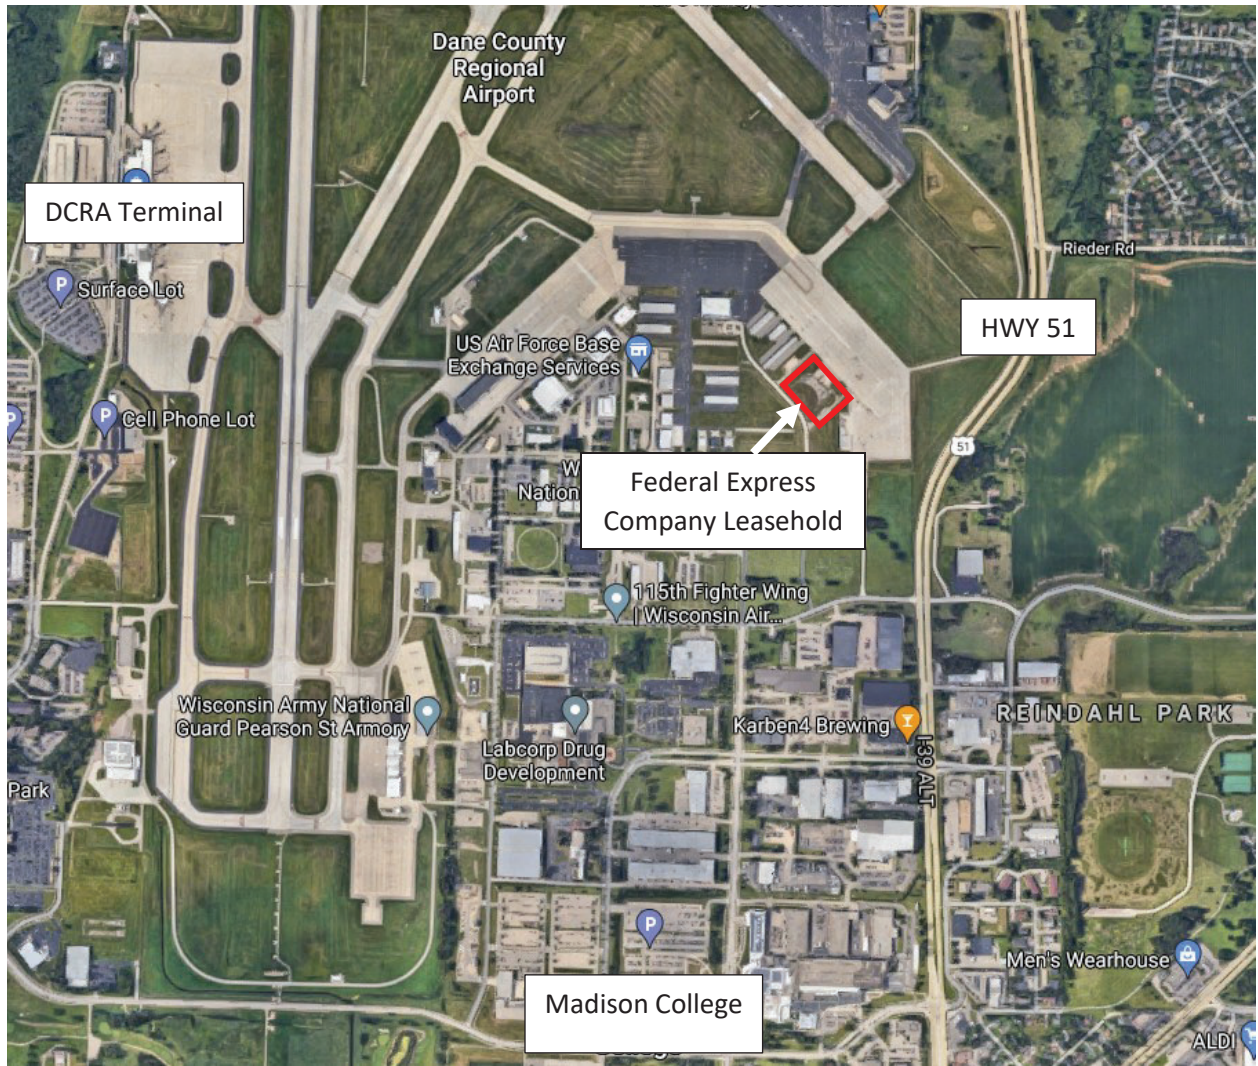 Dane County
Regional
Airport
DCRA Terminal
Rieder Rd
P
Surface Lot
HWY 51
US Air Force Base
Exchange Services
P
P
Cell Phone Lot
51
W
Nation
Federal Express
Company Leasehold
115th Fighter Wing
| Wisconsin Air...
Wisconsin Army National
Guard Pearson St Armory
Karben4 Brewing
REINDAHL PARK
Labcorp Drug
Development
I-39 ALT
Park
P
Men's Wearhouse
Madison College
ALDI